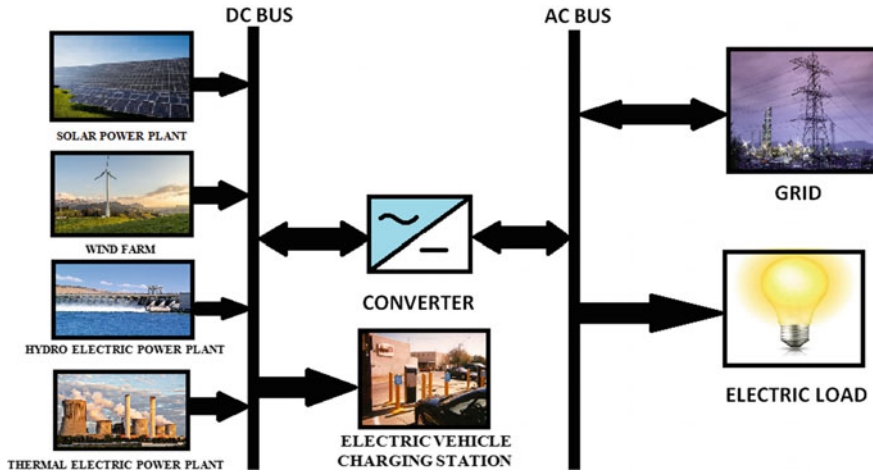 DC BUS
AC BUS
SOLAR POWER PLANT
WIND FARM
HYDRO ELECTRIC POWER PLANT
THERMAL ELECTRIC POWER PLANT
CONVERTER
ELECTRIC VEHICLE
CHARGING STATION
GRID
ELECTRIC LOAD